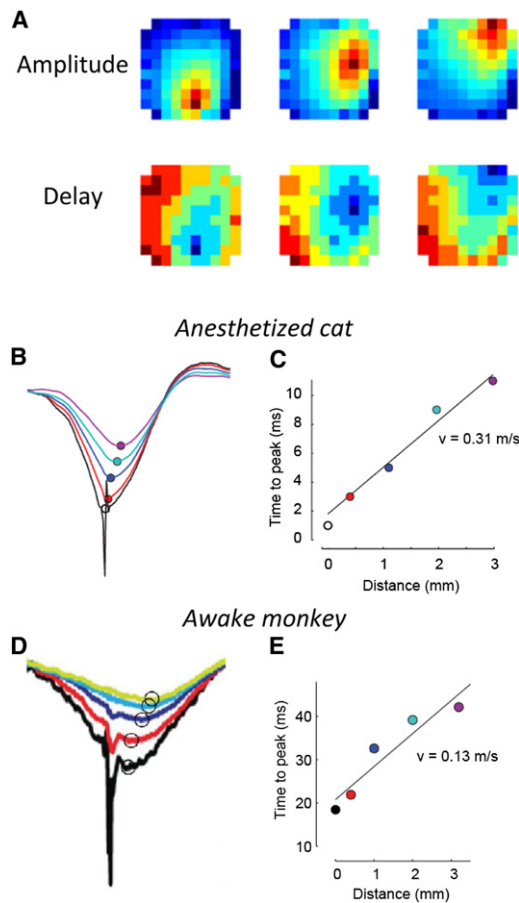 A
Amplitude
Delay
Anesthetized cat
B
C
Time to peak (ms)
10
8
6
4
2
0
v = 0.31 m/s
0
1
2
3
Distance (mm)
Awake monkey
D
E
Time to peak (ms)
40
30
20
10
v = 0.13 m/s
0
1
2
3
Distance (mm)